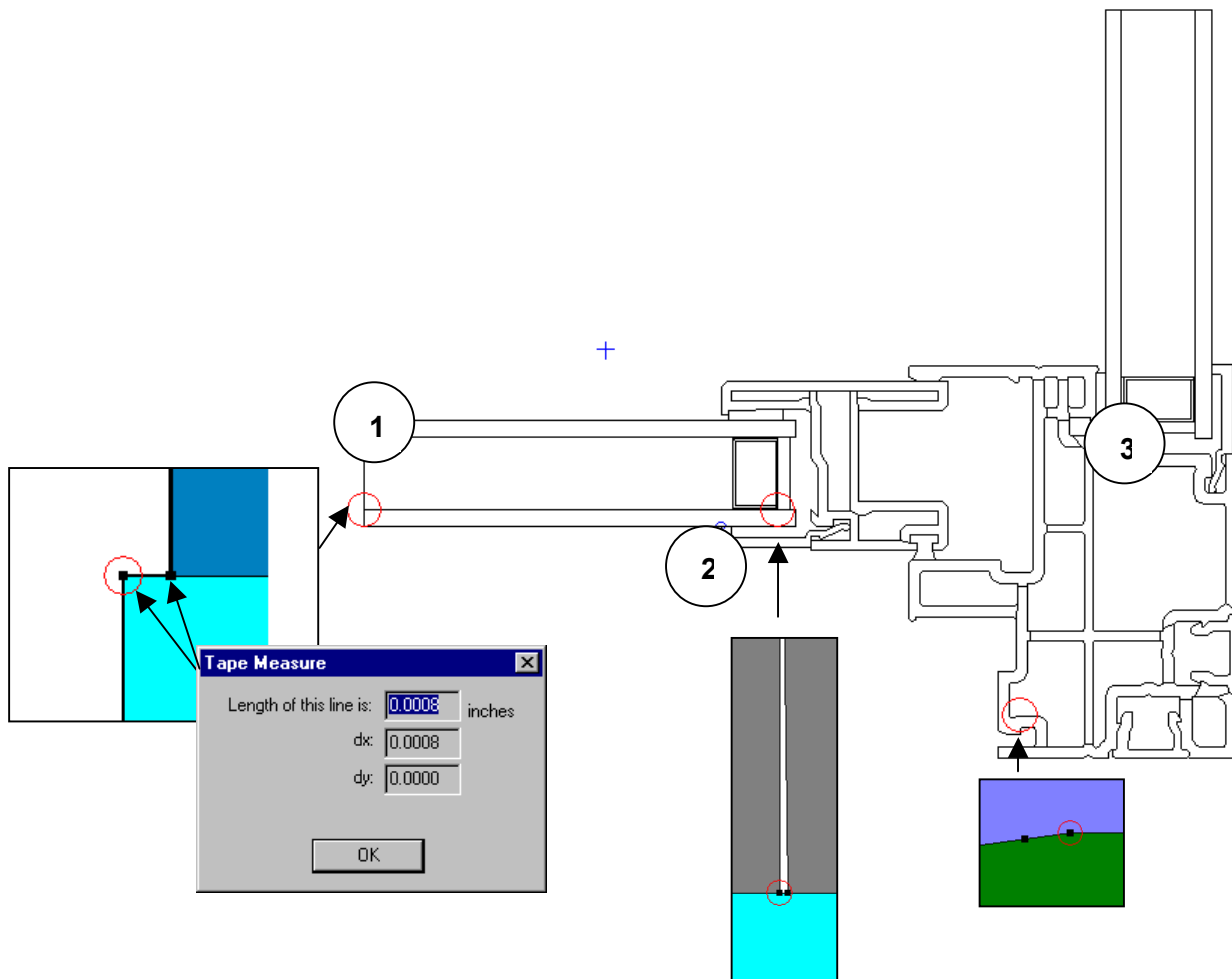 1
3
2
Tape Measure
Length of this line is: 0.0008 inches
dx: 0.0008
dy: 0.0000
OK